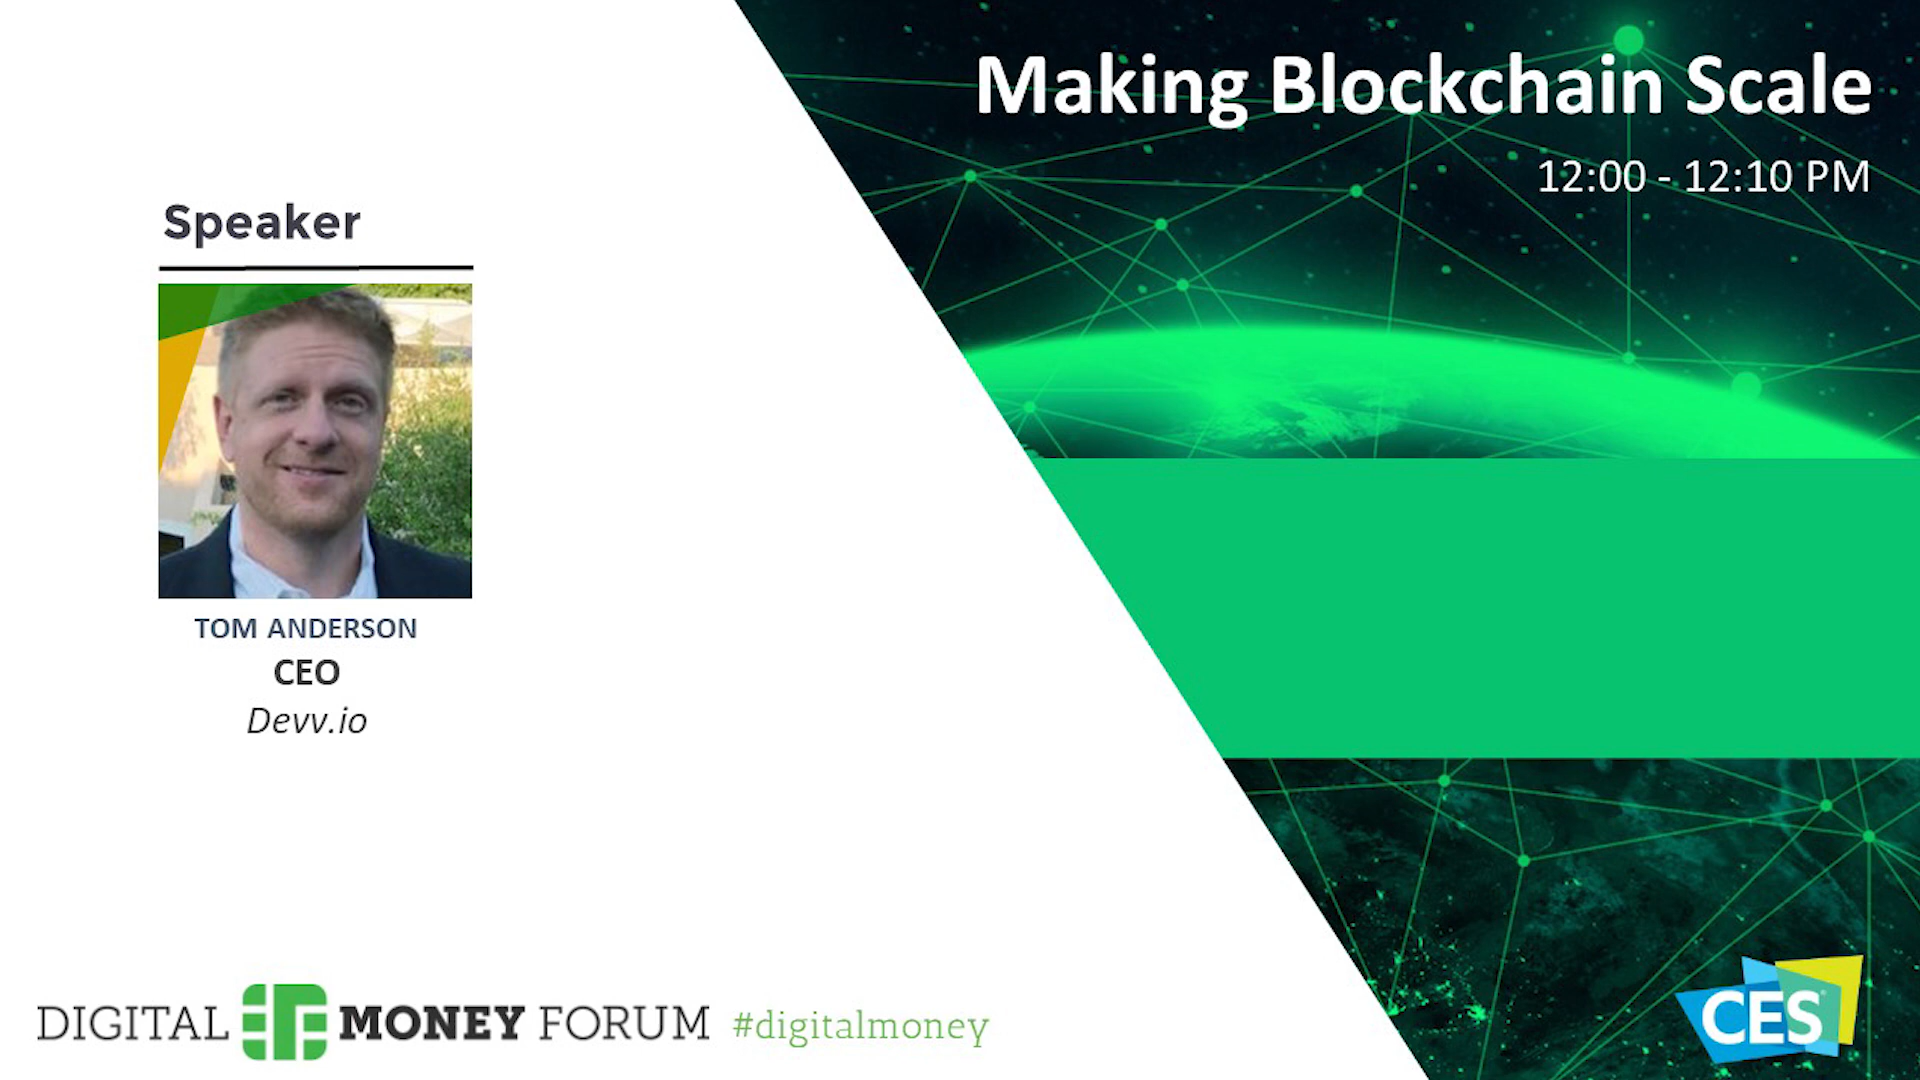 Making Blockchain Scale
12:00 - 12:10 PM
Speaker
TOM ANDERSON
CEO
Devv.io
DIGITAL MONEY FORUM #digitalmoney
CES®